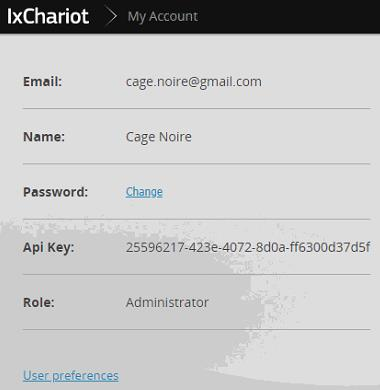 IxChariot My Account
Email: cage.noire@gmail.com
Name: Cage Noire
Password: Change
Api Key: 25596217-423e-4072-8d0a-ff6300d37d5f
Role: Administrator
User preferences